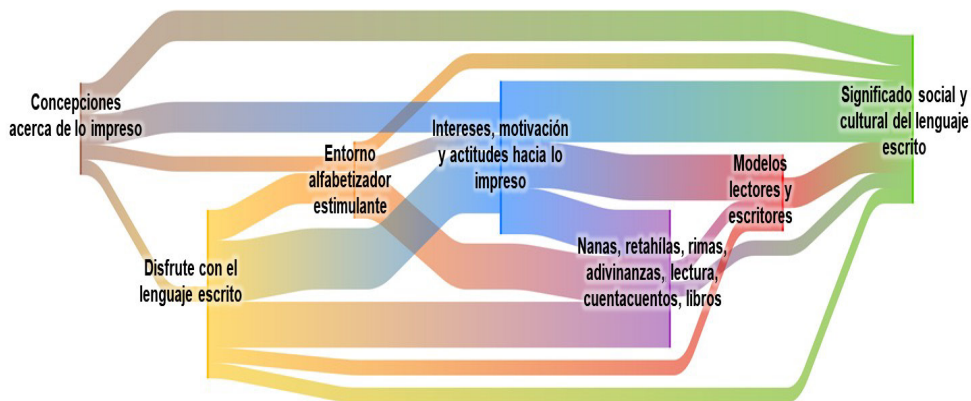 Concepciones
acerca de lo impreso
Disfrute con el
lenguaje escrito
Entorno
alfabetizador
estimulante
Intereses, motivación
y actitudes hacia lo
impreso
Nanas, retahílas, rimas,
adivinanzas, lectura,
cuentacuentos, libros
Modelos
lectores y
escritores
Significado social y
cultural del lenguaje
escrito